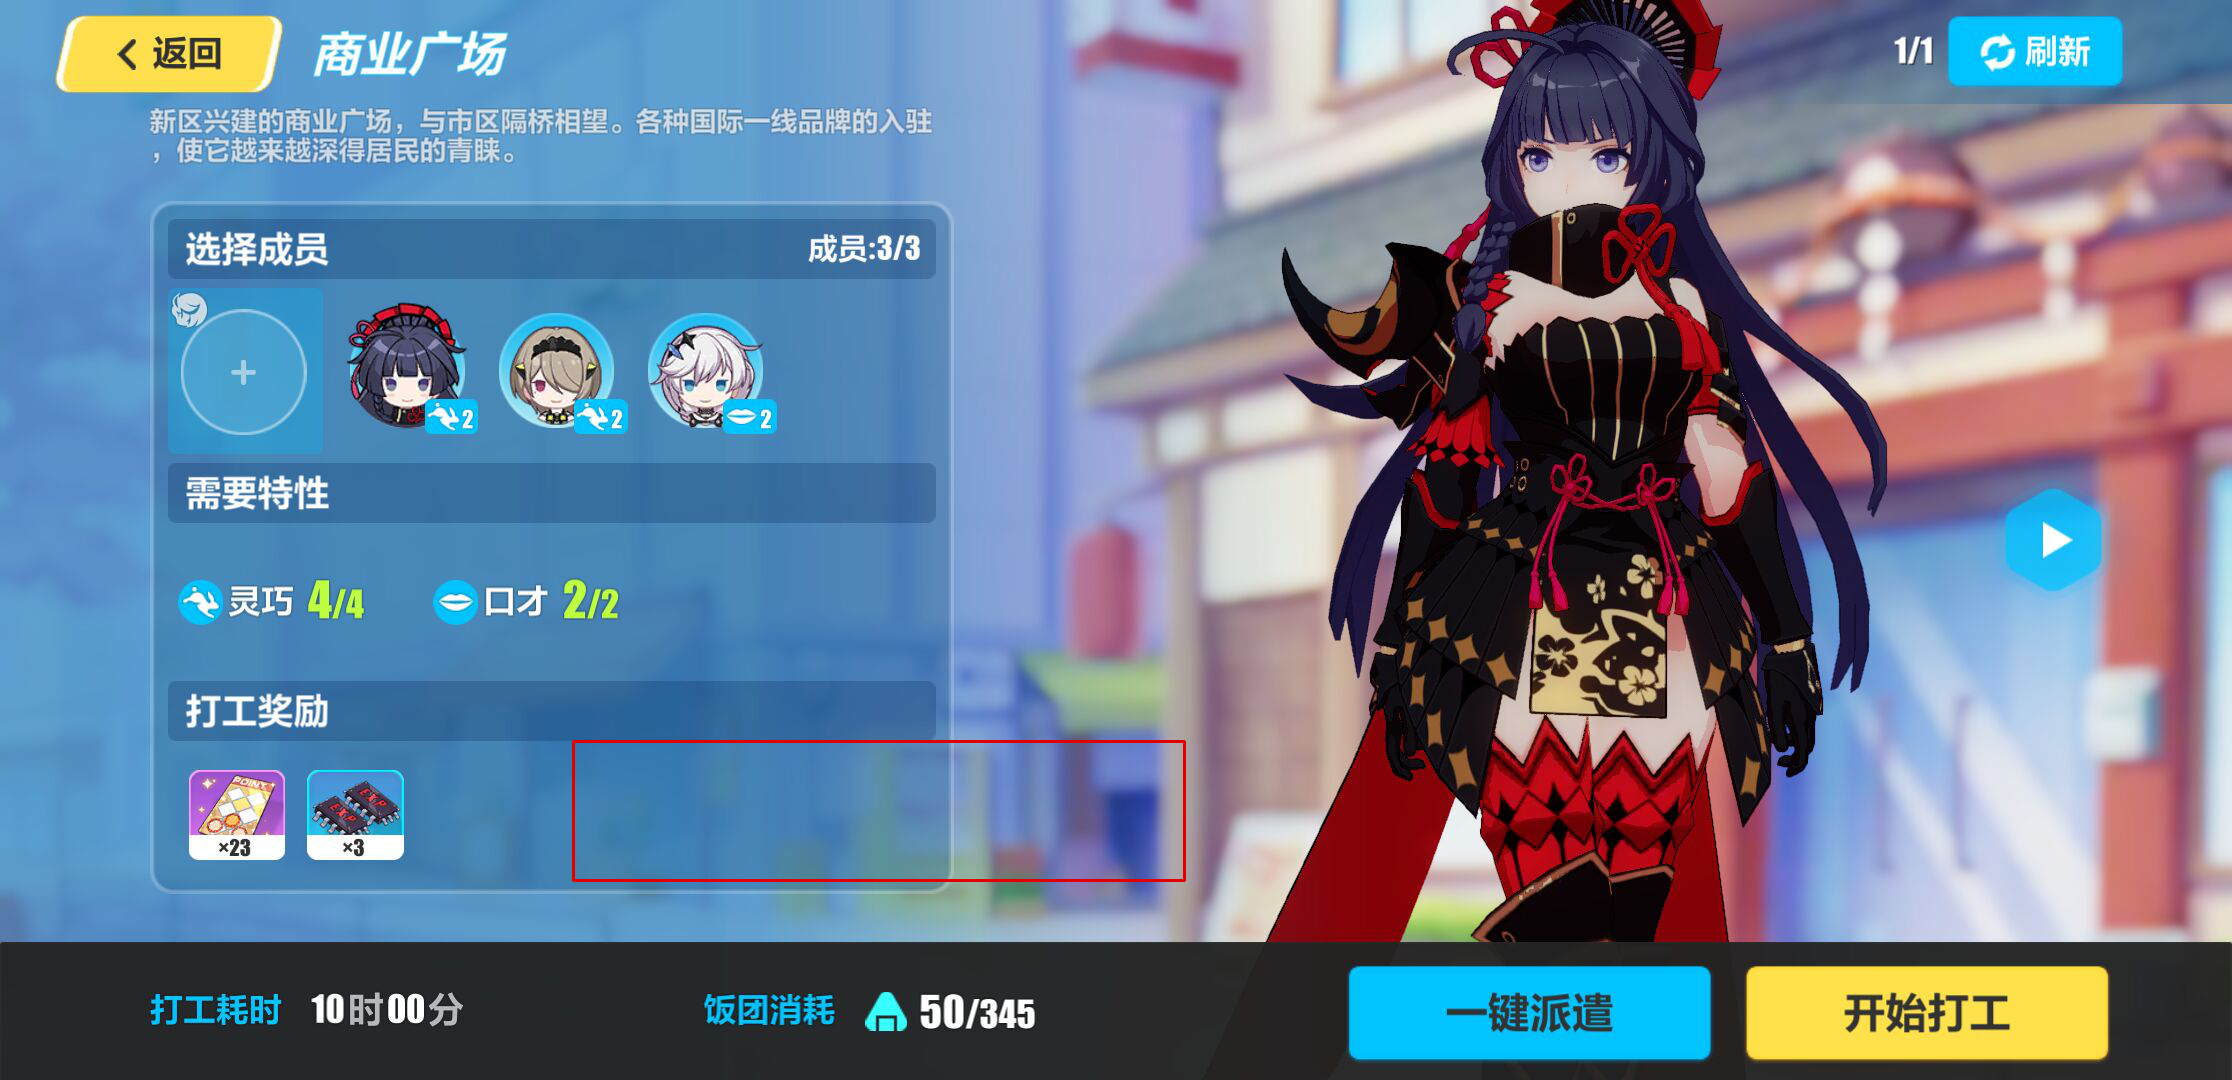 返回
商业广场
1/1
刷新
新区兴建的商业广场，与市区隔桥相望。各种国际一线品牌的入驻
，使它越来越深得居民的青睐。
选择成员
成员:3/3
2
2
2
需要特性
灵巧 4/4
口才 2/2
打工奖励
POINT
EXP
EXP
×23
×3
打工耗时 10时00分
饭团消耗 50/345
一键派遣
开始打工